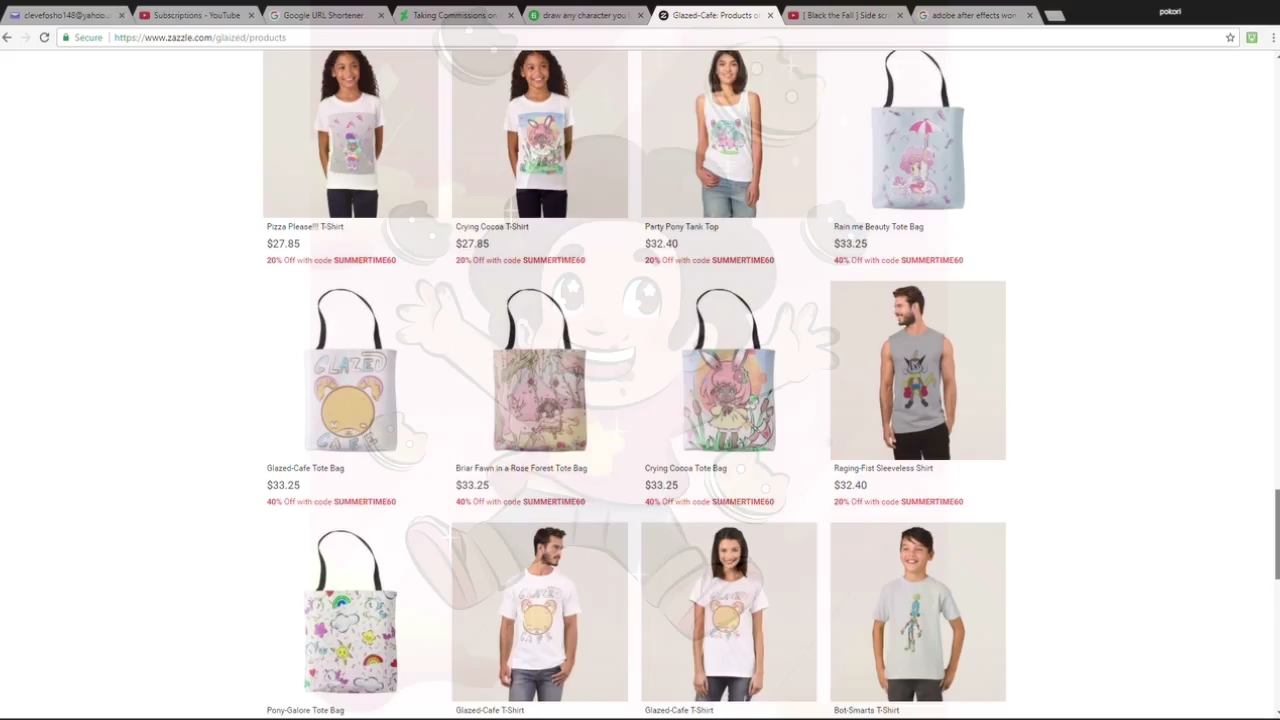 clevefosho148@yahoo...
Subscriptions - YouTube
Google URL Shortener
Taking Commissions on
draw any character you
Glazed-Cafe: Products o
[ Black the Fall ] Side scr
adobe after effects won
pokori
Secure
https://www.zazzle.com/glaized/products
Pizza Please!!! T-Shirt
Crying Cocoa T-Shirt
Party Pony Tank Top
Rain me Beauty Tote Bag
$27.85
$27.85
$32.40
$33.25
20% Off with code SUMMERTIME60
20% Off with code SUMMERTIME60
20% Off with code SUMMERTIME60
40% Off with code SUMMERTIME60
GLAZED
CAFE
Glazed-Cafe Tote Bag
Briar Fawn in a Rose Forest Tote Bag
Crying Cocoa Tote Bag
Raging-Fist Sleeveless Shirt
$33.25
$33.25
$33.25
$32.40
40% Off with code SUMMERTIME60
40% Off with code SUMMERTIME60
40% Off with code SUMMERTIME60
20% Off with code SUMMERTIME60
GLAZED
CAFE
GLAZED
CAFE
Pony-Galore Tote Bag
Glazed-Cafe T-Shirt
Glazed-Cafe T-Shirt
Bot-Smarts T-Shirt